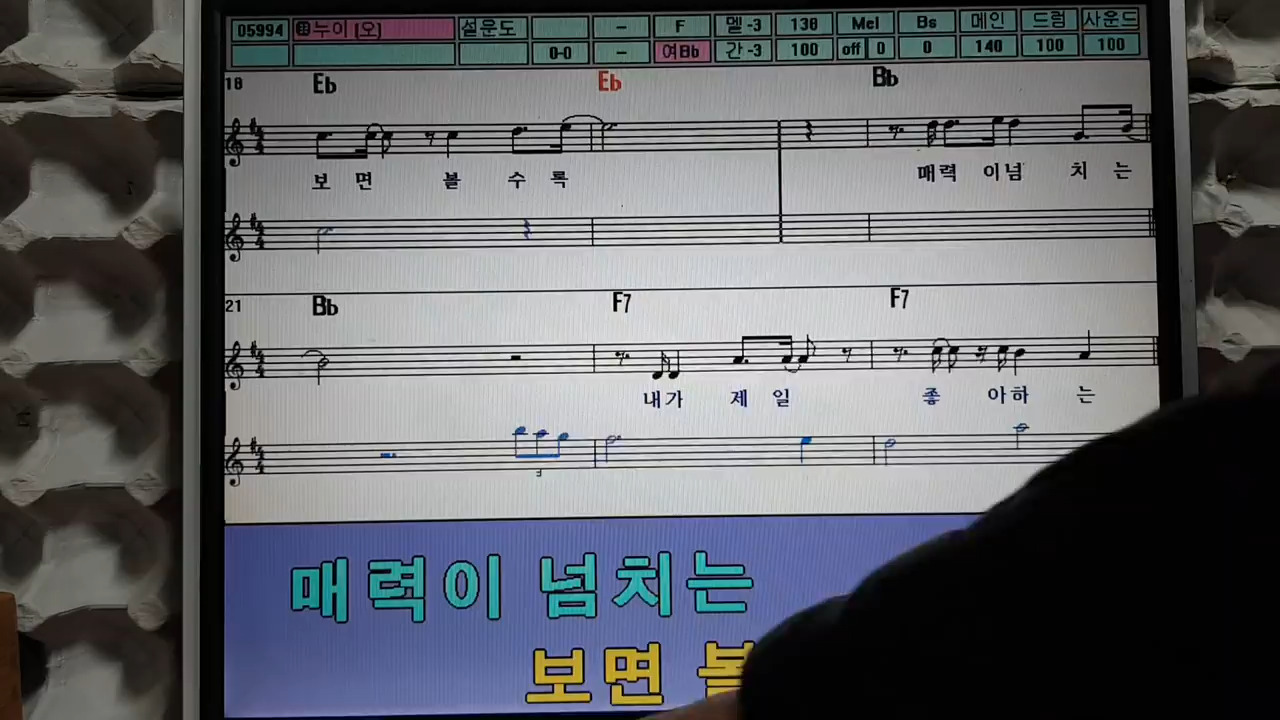 05994 누이 [오] 설운도 – F 멜 -3 130 Mel Bs 메인 드럼 사운드
0-0 – 여Bb 간 -3 100 off 0 0 140 100 100
18 Eb Eb Bb
보 면 볼 수 록 매력 이넘 치 는
21 Bb F7 F7
내가 제 일 좋 아하 는
3
매력이 넘치는
보면